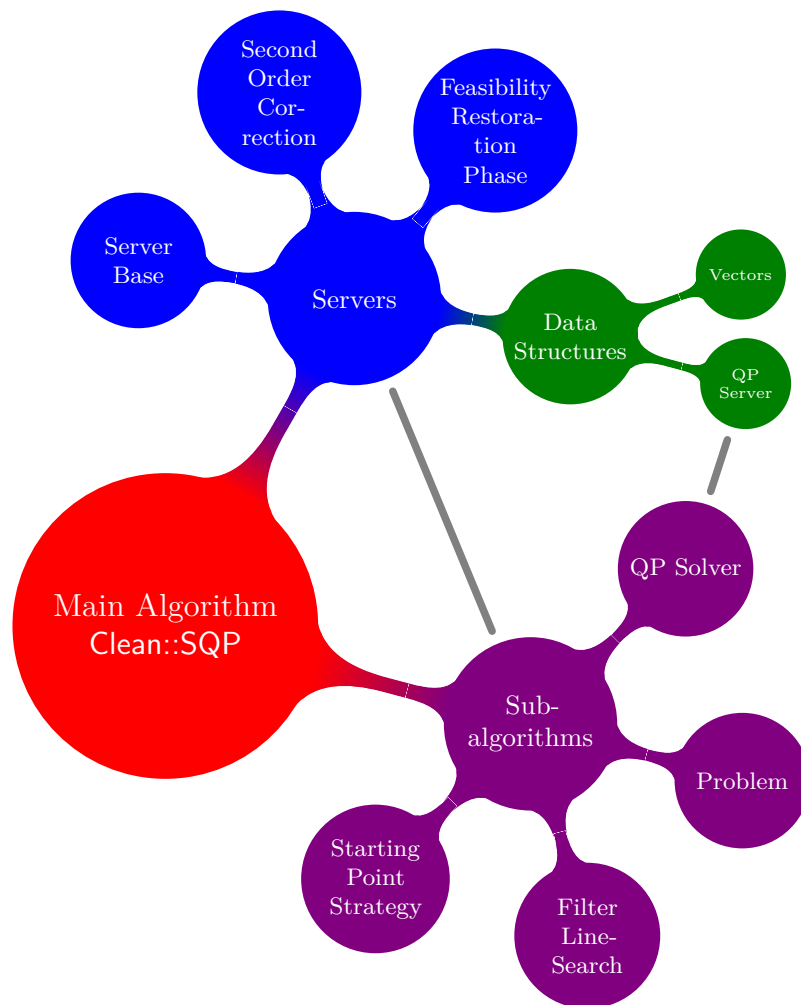 Second
Order
Cor-
rection
Feasibility
Restora-
tion
Phase
Server
Base
Servers
Data
Structures
Vectors
QP
Server
Main Algorithm
Clean::SQP
QP Solver
Sub-
algorithms
Problem
Starting
Point
Strategy
Filter
Line-
Search